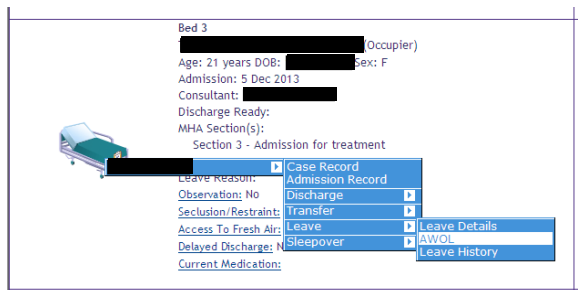 Bed 3
(Occupier)
Age: 21 years DOB: Sex: F
Admission: 5 Dec 2013
Consultant:
Discharge Ready:
MHA Section(s):
Section 3 - Admission for treatment
Leave Reason:
Observation: No
Seclusion/Restraint:
Access To Fresh Air:
Delayed Discharge: N
Current Medication:
Case Record
Admission Record
Discharge
Transfer
Leave
Sleepover
Leave Details
AWOL
Leave History